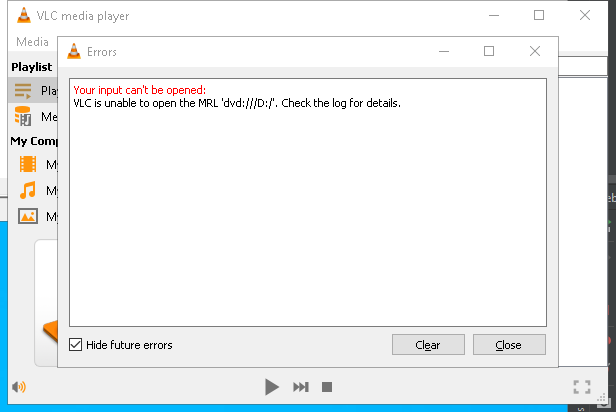 VLC media player
Media
Errors
Playlist
Your input can't be opened:
VLC is unable to open the MRL 'dvd:///D:/'. Check the log for details.
Pla
Me
My Comp
My
My
My
Hide future errors
Clear
Close